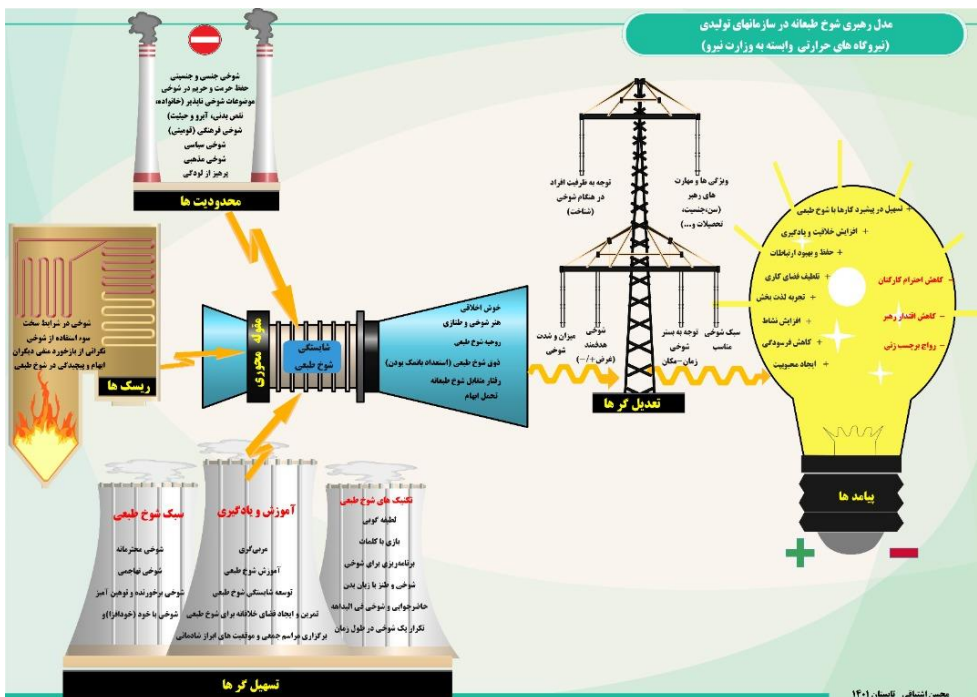 مدل رهبری شوخ طبعانه در سازمانهای تولیدی
(نیروگاه های حرارتی وابسته به وزارت نیرو)
شوخی جنسی و جنسیتی
حفظ حرمت و حریم در شوخی
موضوعات شوخی ناپذیر (خانواده،
نقص بدنی، آبرو و حیثیت)
شوخی فرهنگی (قومیتی)
شوخی سیاسی
شوخی مذهبی
پرهیز از لودگی
محدودیت ها
شوخی در شرایط سخت
سوء استفاده از شوخی
نگرانی از بازخورد منفی دیگران
ابهام و پیچیدگی در شوخ طبعی
ریسک ها
مقوله محوری
شایستگی
شوخ طبعی
خوش اخلاقی
هنر شوخی و طنازی
روحیه شوخ طبعی
ذوق شوخ طبعی (استعداد بانمک بودن)
رفتار متقابل شوخ طبعانه
تحمل ابهام
ویژگی ها و مهارت
های رهبر
(سن،جنسیت،
تحصیلات و...)
توجه به ظرفیت افراد
در هنگام شوخی
(شناخت)
سبک شوخی
مناسب
توجه به بستر
شوخی
زمان-مکان
شوخی
هدفمند
(غرض+/-)
میزان و شدت
شوخی
تعدیل گر ها
+ تسهیل در پیشبرد کارها با شوخ طبعی
+ افزایش خلاقیت و یادگیری
+ حفظ و بهبود ارتباطات
+ تلطیف فضای کاری
+ تجربه لذت بخش
+ افزایش نشاط
+ کاهش فرسودگی
+ ایجاد محبوبیت
- کاهش احترام کارکنان
- کاهش اقتدار رهبر
- رواج برچسب زنی
پیامد ها
+ -
تکنیک های شوخ طبعی
لطیفه گویی
بازی با کلمات
برنامه‌ریزی برای شوخی
شوخی و طنز با زبان بدن
حاضرجوابی و شوخی فی البداهه
تکرار یک شوخی در طول زمان
آموزش و یادگیری
مربی‌گری
آموزش شوخ طبعی
توسعه شایستگی شوخ طبعی
تمرین و ایجاد فضای خلاقانه برای شوخ طبعی
برگزاری مراسم جمعی و موقعیت های ابراز شادمانی
سبک شوخ طبعی
شوخی محترمانه
شوخی تهاجمی
شوخی برخورنده و توهین آمیز
شوخی با خود (خودافزا)و
تسهیل گر ها
محسن اشتیاقی تابستان ۱۴۰۱